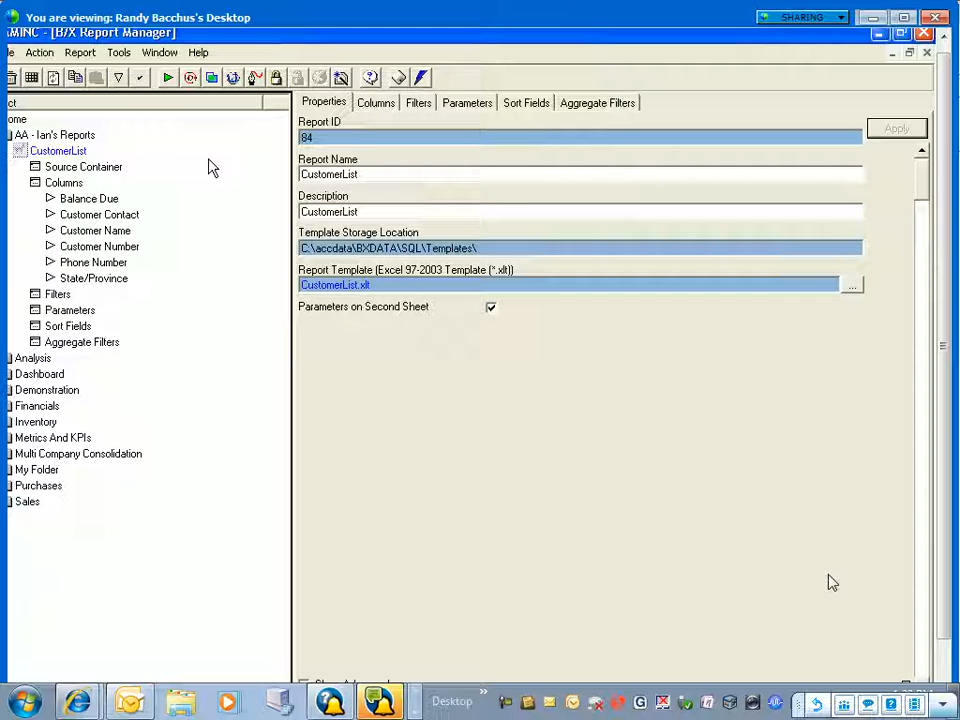 You are viewing: Randy Bacchus's Desktop
SHARING
MINC - [B/X Report Manager]
Action Report Tools Window Help
ome
AA - Ian's Reports
CustomerList
Source Container
Columns
Balance Due
Customer Contact
Customer Name
Customer Number
Phone Number
State/Province
Filters
Parameters
Sort Fields
Aggregate Filters
Analysis
Dashboard
Demonstration
Financials
Inventory
Metrics And KPIs
Multi Company Consolidation
My Folder
Purchases
Sales
Properties Columns Filters Parameters Sort Fields Aggregate Filters
Report ID
84
Apply
Report Name
CustomerList
Description
CustomerList
Template Storage Location
C:\accdata\BXDATA\SQL\Templates\
Report Template (Excel 97-2003 Template (*.xlt))
CustomerList.xlt
...
Parameters on Second Sheet
Desktop